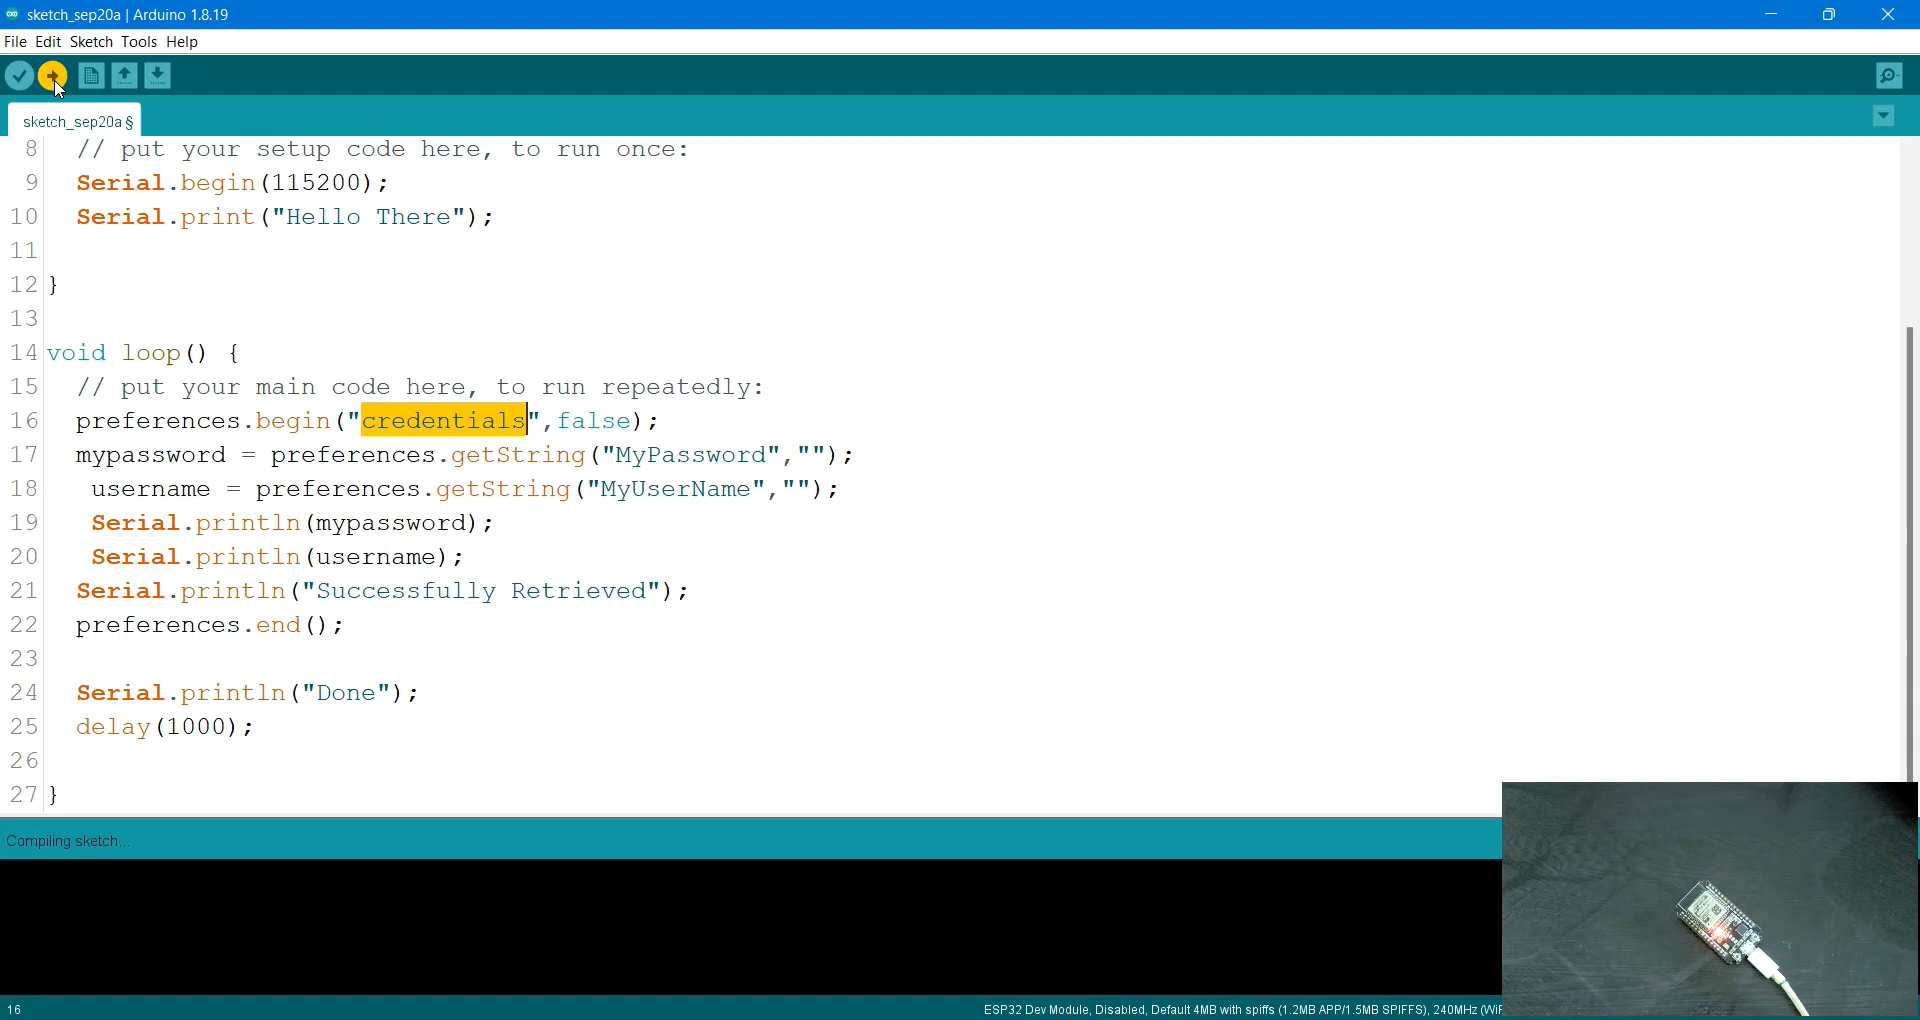 sketch_sep20a | Arduino 1.8.19
File Edit Sketch Tools Help
sketch_sep20a §
8 // put your setup code here, to run once:
9 Serial.begin(115200);
10 Serial.print("Hello There");
11
12 }
13
14 void loop() {
15 // put your main code here, to run repeatedly:
16 preferences.begin("credentials",false);
17 mypassword = preferences.getString("MyPassword","");
18 username = preferences.getString("MyUserName","");
19 Serial.println(mypassword);
20 Serial.println(username);
21 Serial.println("Successfully Retrieved");
22 preferences.end();
23
24 Serial.println("Done");
25 delay(1000);
26
27 }
Compiling sketch...
16 ESP32 Dev Module, Disabled, Default 4MB with spiffs (1.2MB APP/1.5MB SPIFFS), 240MHz (WiF